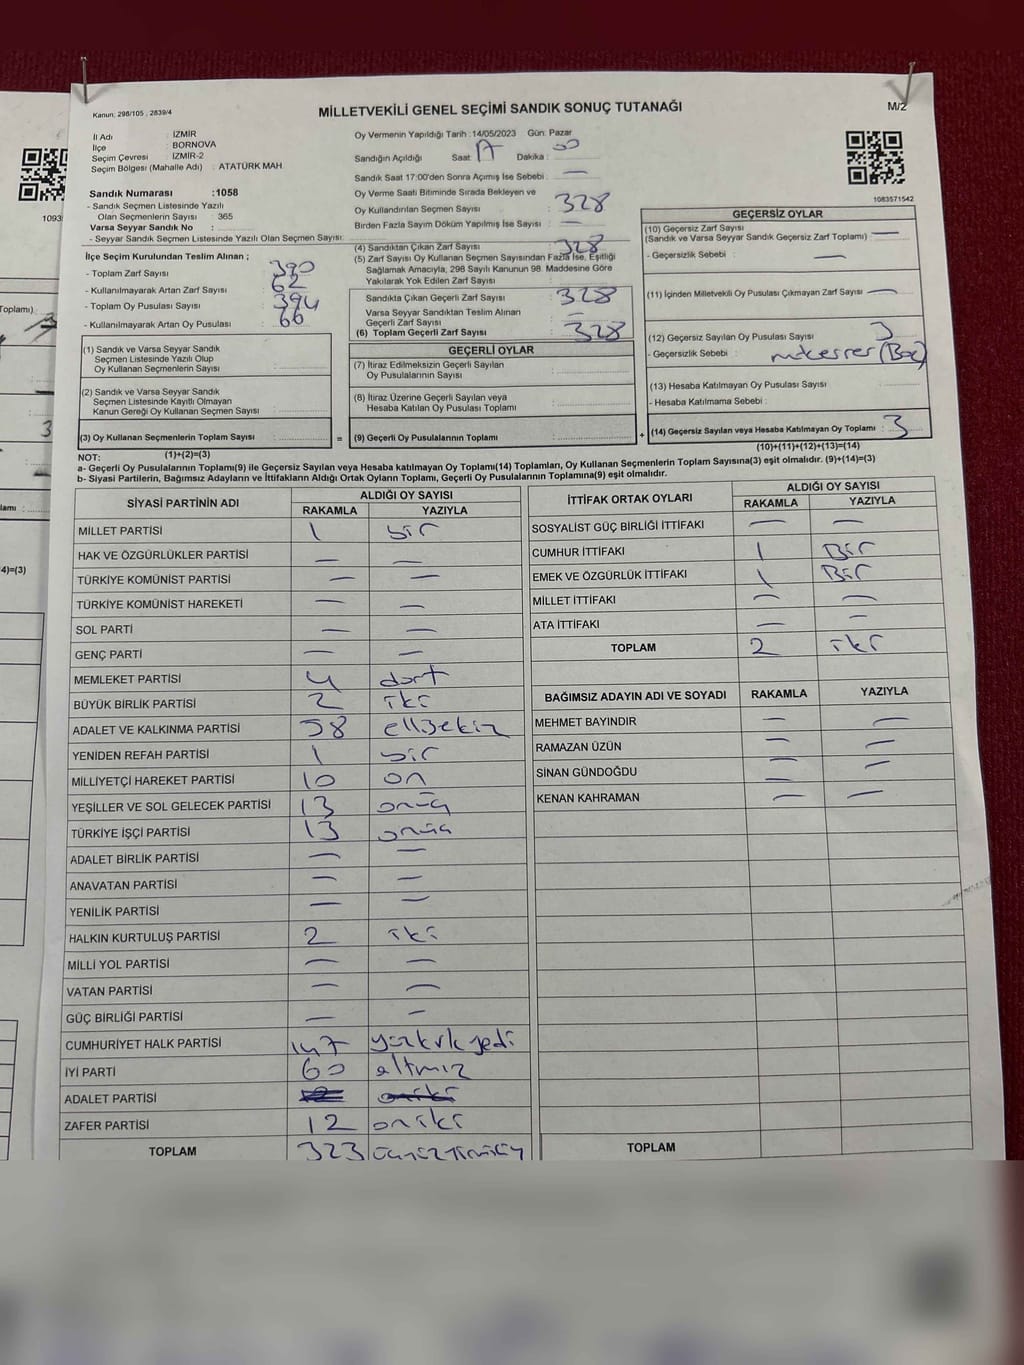 Kanun: 298/105 , 2839/4
MİLLETVEKİLİ GENEL SEÇİMİ SANDIK SONUÇ TUTANAĞI
M/2
İl Adı : İZMİR
İlçe : BORNOVA
Seçim Çevresi : İZMİR-2
Seçim Bölgesi (Mahalle Adı) : ATATÜRK MAH.
Sandık Numarası : 1058
- Sandık Seçmen Listesinde Yazılı
Olan Seçmenlerin Sayısı : 365
Varsa Seyyar Sandık No :
- Seyyar Sandık Seçmen Listesinde Yazılı Olan Seçmen Sayısı:
İlçe Seçim Kurulundan Teslim Alınan ;
- Toplam Zarf Sayısı : 390
- Kullanılmayarak Artan Zarf Sayısı : 62
- Toplam Oy Pusulası Sayısı : 394
- Kullanılmayarak Artan Oy Pusulası : 66
Oy Vermenin Yapıldığı Tarih : 14/05/2023 Gün: Pazar
Sandığın Açıldığı Saat: 17 Dakika : 00
Sandık Saat 17:00'den Sonra Açımış İse Sebebi : —
Oy Verme Saati Bitiminde Sırada Bekleyen ve
Oy Kullandırılan Seçmen Sayısı : 328
Birden Fazla Sayım Döküm Yapılmış İse Sayısı : —
(4) Sandıktan Çıkan Zarf Sayısı : 328
(5) Zarf Sayısı Oy Kullanan Seçmen Sayısından Fazla İse, Eşitliği
Sağlamak Amacıyla, 298 Sayılı Kanunun 98. Maddesine Göre
Yakılarak Yok Edilen Zarf Sayısı :
Sandıkta Çıkan Geçerli Zarf Sayısı : 328
Varsa Seyyar Sandıktan Teslim Alınan
Geçerli Zarf Sayısı : —
(6) Toplam Geçerli Zarf Sayısı : 328
1083571542
GEÇERSİZ OYLAR
(10) Geçersiz Zarf Sayısı : —
(Sandık ve Varsa Seyyar Sandık Geçersiz Zarf Toplamı)
- Geçersizlik Sebebi : —
(11) İçinden Milletvekili Oy Pusulası Çıkmayan Zarf Sayısı : —
(12) Geçersiz Sayılan Oy Pusulası Sayısı : 3
- Geçersizlik Sebebi :
(13) Hesaba Katılmayan Oy Pusulası Sayısı :
- Hesaba Katılmama Sebebi :
(14) Geçersiz Sayılan veya Hesaba Katılmayan Oy Toplamı : 3
(10)+(11)+(12)+(13)=(14)
(1) Sandık ve Varsa Seyyar Sandık
Seçmen Listesinde Yazılı Olup
Oy Kullanan Seçmenlerin Sayısı :
(2) Sandık ve Varsa Seyyar Sandık
Seçmen Listesinde Kayıtlı Olmayan
Kanun Gereği Oy Kullanan Seçmen Sayısı :
(3) Oy Kullanan Seçmenlerin Toplam Sayısı :
(1)+(2)=(3)
=
GEÇERLİ OYLAR
(7) İtiraz Edilmeksizin Geçerli Sayılan
Oy Pusulalarının Sayısı :
(8) İtiraz Üzerine Geçerli Sayılan veya
Hesaba Katılan Oy Pusulası Toplamı :
(9) Geçerli Oy Pusulalarının Toplamı :
+
NOT:
a- Geçerli Oy Pusulalarının Toplamı(9) ile Geçersiz Sayılan veya Hesaba katılmayan Oy Toplamı(14) Toplamları, Oy Kullanan Seçmenlerin Toplam Sayısına(3) eşit olmalıdır. (9)+(14)=(3)
b- Siyasi Partilerin, Bağımsız Adayların ve İttifakların Aldığı Ortak Oyların Toplamı, Geçerli Oy Pusulalarının Toplamına(9) eşit olmalıdır.
SİYASİ PARTİNİN ADI ALDIĞI OY SAYISI
RAKAMLA YAZIYLA
MİLLET PARTİSİ 1 bir
HAK VE ÖZGÜRLÜKLER PARTİSİ — —
TÜRKİYE KOMÜNİST PARTİSİ — —
TÜRKİYE KOMÜNİST HAREKETİ — —
SOL PARTİ — —
GENÇ PARTİ — —
MEMLEKET PARTİSİ 4 dört
BÜYÜK BİRLİK PARTİSİ 2 iki
ADALET VE KALKINMA PARTİSİ 58 ellisekiz
YENİDEN REFAH PARTİSİ 1 bir
MİLLİYETÇİ HAREKET PARTİSİ 10 on
YEŞİLLER VE SOL GELECEK PARTİSİ 13 onüç
TÜRKİYE İŞÇİ PARTİSİ 13 onüç
ADALET BİRLİK PARTİSİ — —
ANAVATAN PARTİSİ — —
YENİLİK PARTİSİ — —
HALKIN KURTULUŞ PARTİSİ 2 iki
MİLLİ YOL PARTİSİ — —
VATAN PARTİSİ — —
GÜÇ BİRLİĞİ PARTİSİ — —
CUMHURİYET HALK PARTİSİ 147 yüzkırkyedi
İYİ PARTİ 60 altmız
ADALET PARTİSİ
ZAFER PARTİSİ 12 oniki
TOPLAM 323
İTTİFAK ORTAK OYLARI ALDIĞI OY SAYISI
RAKAMLA YAZIYLA
SOSYALİST GÜÇ BİRLİĞİ İTTİFAKI — —
CUMHUR İTTİFAKI 1 Bir
EMEK VE ÖZGÜRLÜK İTTİFAKI 1 Bir
MİLLET İTTİFAKI — —
ATA İTTİFAKI — —
TOPLAM 2 iki
BAĞIMSIZ ADAYIN ADI VE SOYADI RAKAMLA YAZIYLA
MEHMET BAYINDIR — —
RAMAZAN ÜZÜN — —
SİNAN GÜNDOĞDU — —
KENAN KAHRAMAN — —
TOPLAM